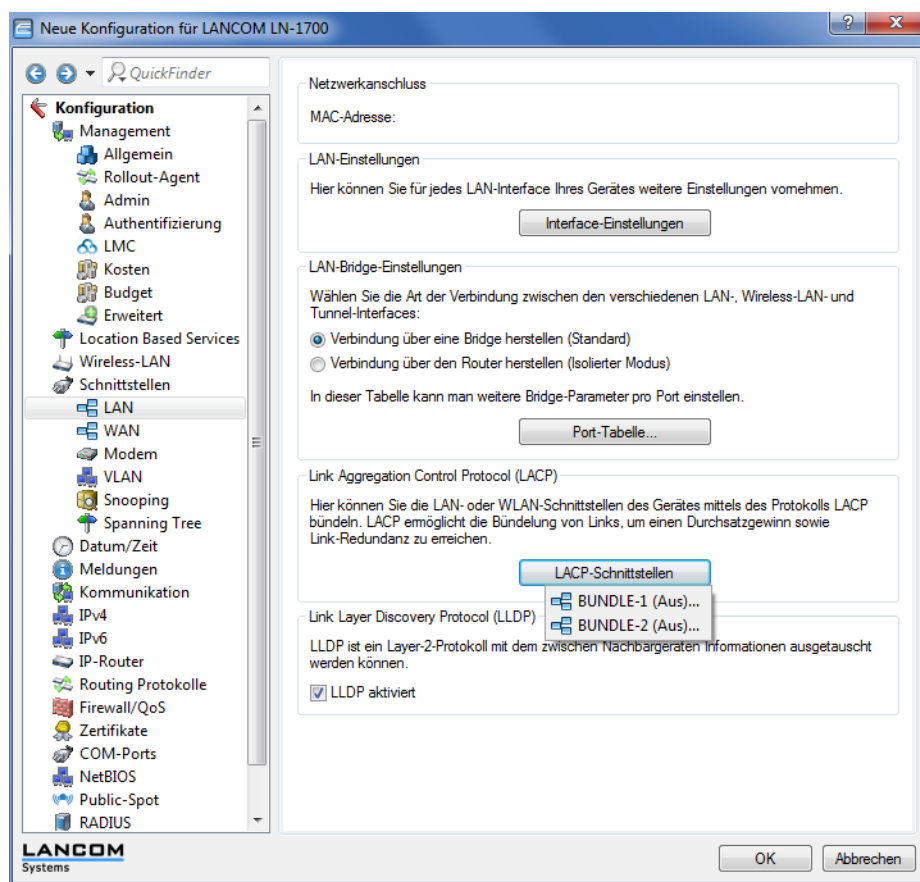 Neue Konfiguration für LANCOM LN-1700
QuickFinder
Konfiguration
Management
Allgemein
Rollout-Agent
Admin
Authentifizierung
LMC
Kosten
Budget
Erweitert
Location Based Services
Wireless-LAN
Schnittstellen
LAN
WAN
Modem
VLAN
Snooping
Spanning Tree
Datum/Zeit
Meldungen
Kommunikation
IPv4
IPv6
IP-Router
Routing Protokolle
Firewall/QoS
Zertifikate
COM-Ports
NetBIOS
Public-Spot
RADIUS
Netzwerkanschluss
MAC-Adresse:
LAN-Einstellungen
Hier können Sie für jedes LAN-Interface Ihres Gerätes weitere Einstellungen vornehmen.
Interface-Einstellungen
LAN-Bridge-Einstellungen
Wählen Sie die Art der Verbindung zwischen den verschiedenen LAN-, Wireless-LAN- und
Tunnel-Interfaces:
Verbindung über eine Bridge herstellen (Standard)
Verbindung über den Router herstellen (Isolierter Modus)
In dieser Tabelle kann man weitere Bridge-Parameter pro Port einstellen.
Port-Tabelle...
Link Aggregation Control Protocol (LACP)
Hier können Sie die LAN- oder WLAN-Schnittstellen des Gerätes mittels des Protokolls LACP
bündeln. LACP ermöglicht die Bündelung von Links, um einen Durchsatzgewinn sowie
Link-Redundanz zu erreichen.
LACP-Schnittstellen
BUNDLE-1 (Aus)...
BUNDLE-2 (Aus)...
Link Layer Discovery Protocol (LLDP)
LLDP ist ein Layer-2-Protokoll mit dem zwischen Nachbargeräten Informationen ausgetauscht
werden können.
LLDP aktiviert
LANCOM
Systems
OK
Abbrechen